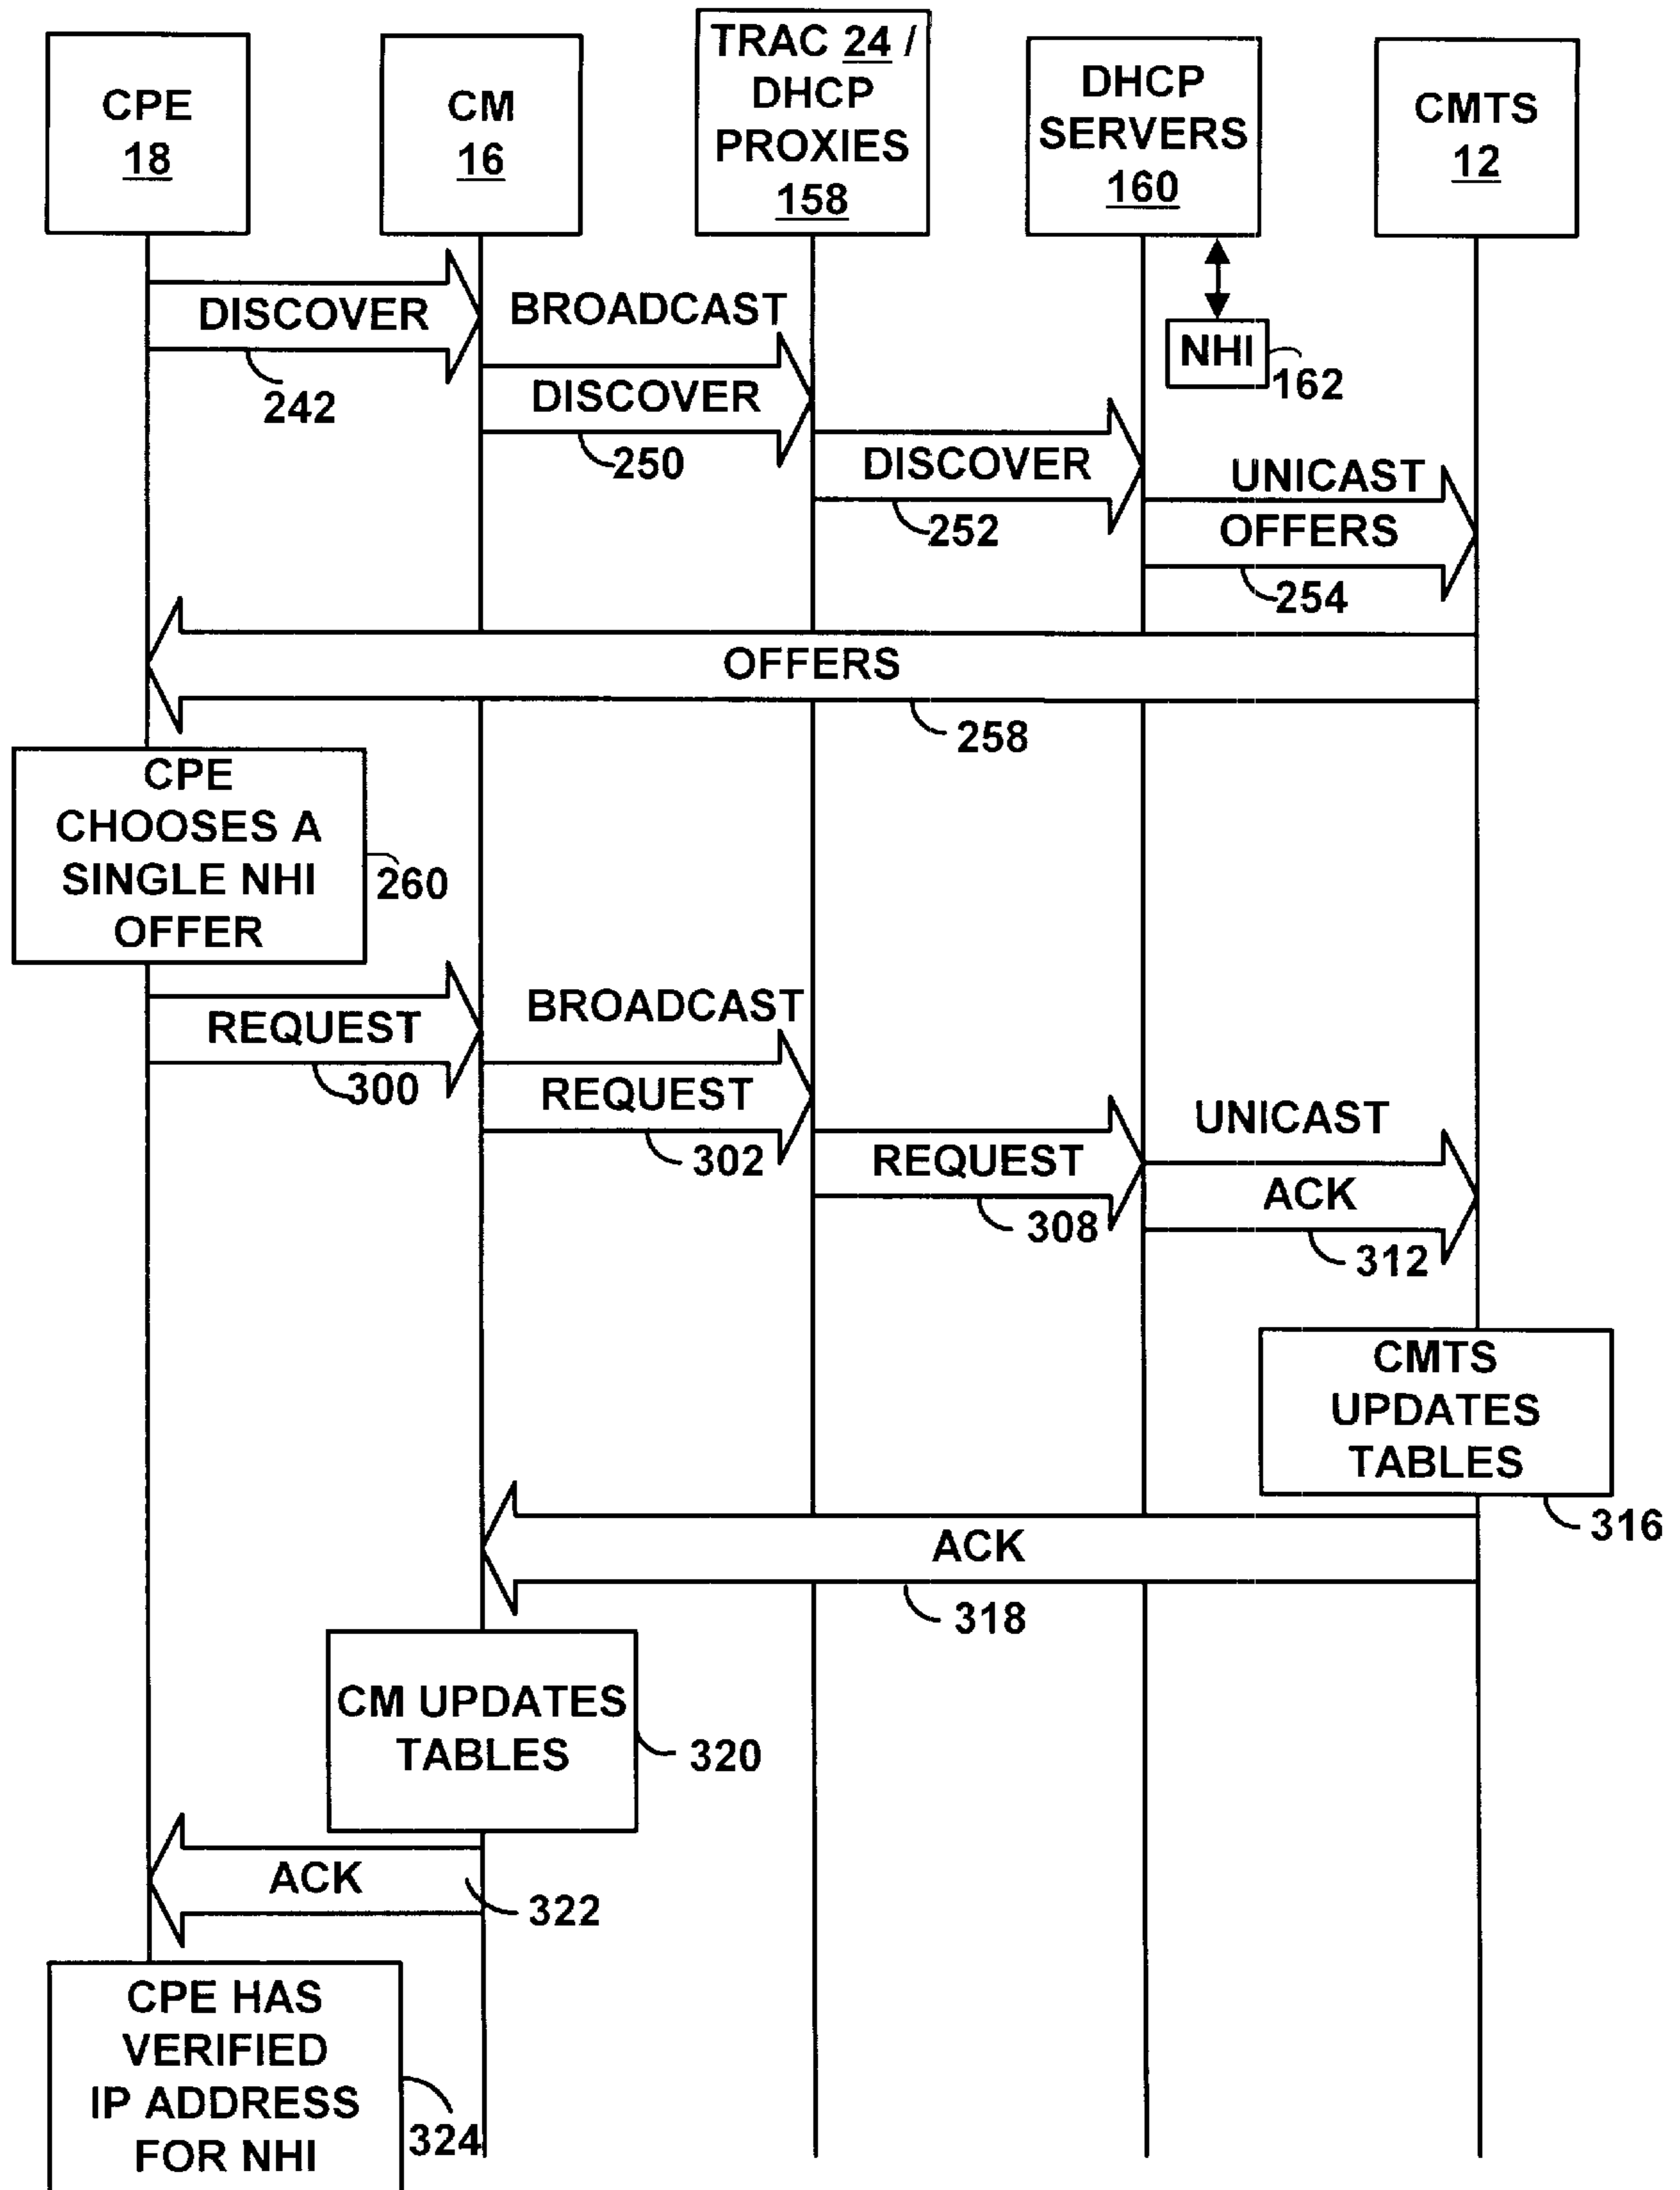 CPE
18
CM
16
TRAC 24 /
DHCP
PROXIES
158
DHCP
SERVERS
160
CMTS
12
DISCOVER
242
BROADCAST
DISCOVER
250
NHI
162
DISCOVER
252
UNICAST
OFFERS
254
OFFERS
258
CPE
CHOOSES A
SINGLE NHI
OFFER
260
REQUEST
300
BROADCAST
REQUEST
302
REQUEST
308
UNICAST
ACK
312
CMTS
UPDATES
TABLES
316
ACK
318
CM UPDATES
TABLES
320
ACK
322
CPE HAS
VERIFIED
IP ADDRESS
FOR NHI
324